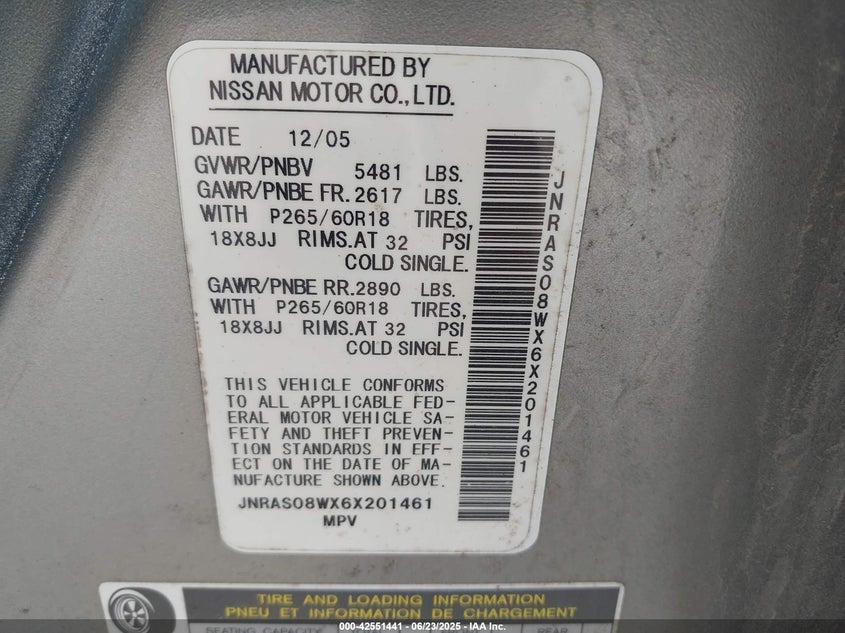 MANUFACTURED BY
NISSAN MOTOR CO.,LTD.
DATE 12/05
GVWR/PNBV 5481 LBS.
GAWR/PNBE FR. 2617 LBS.
WITH P265/60R18 TIRES,
18X8JJ RIMS.AT 32 PSI
COLD SINGLE.
GAWR/PNBE RR. 2890 LBS.
WITH P265/60R18 TIRES,
18X8JJ RIMS.AT 32 PSI
COLD SINGLE.
THIS VEHICLE CONFORMS
TO ALL APPLICABLE FED-
ERAL MOTOR VEHICLE SA-
FETY AND THEFT PREVEN-
TION STANDARDS IN EFF-
ECT ON THE DATE OF MA-
NUFACTURE SHOWN ABOVE.
JNRAS08WX6X201461
MPV
JNRAS08WX6X201461
TIRE AND LOADING INFORMATION
PNEU ET INFORMATION DE CHARGEMENT
SEATING CAPACITY REAR
000-42551441 - 06/23/2025 - IAA Inc.